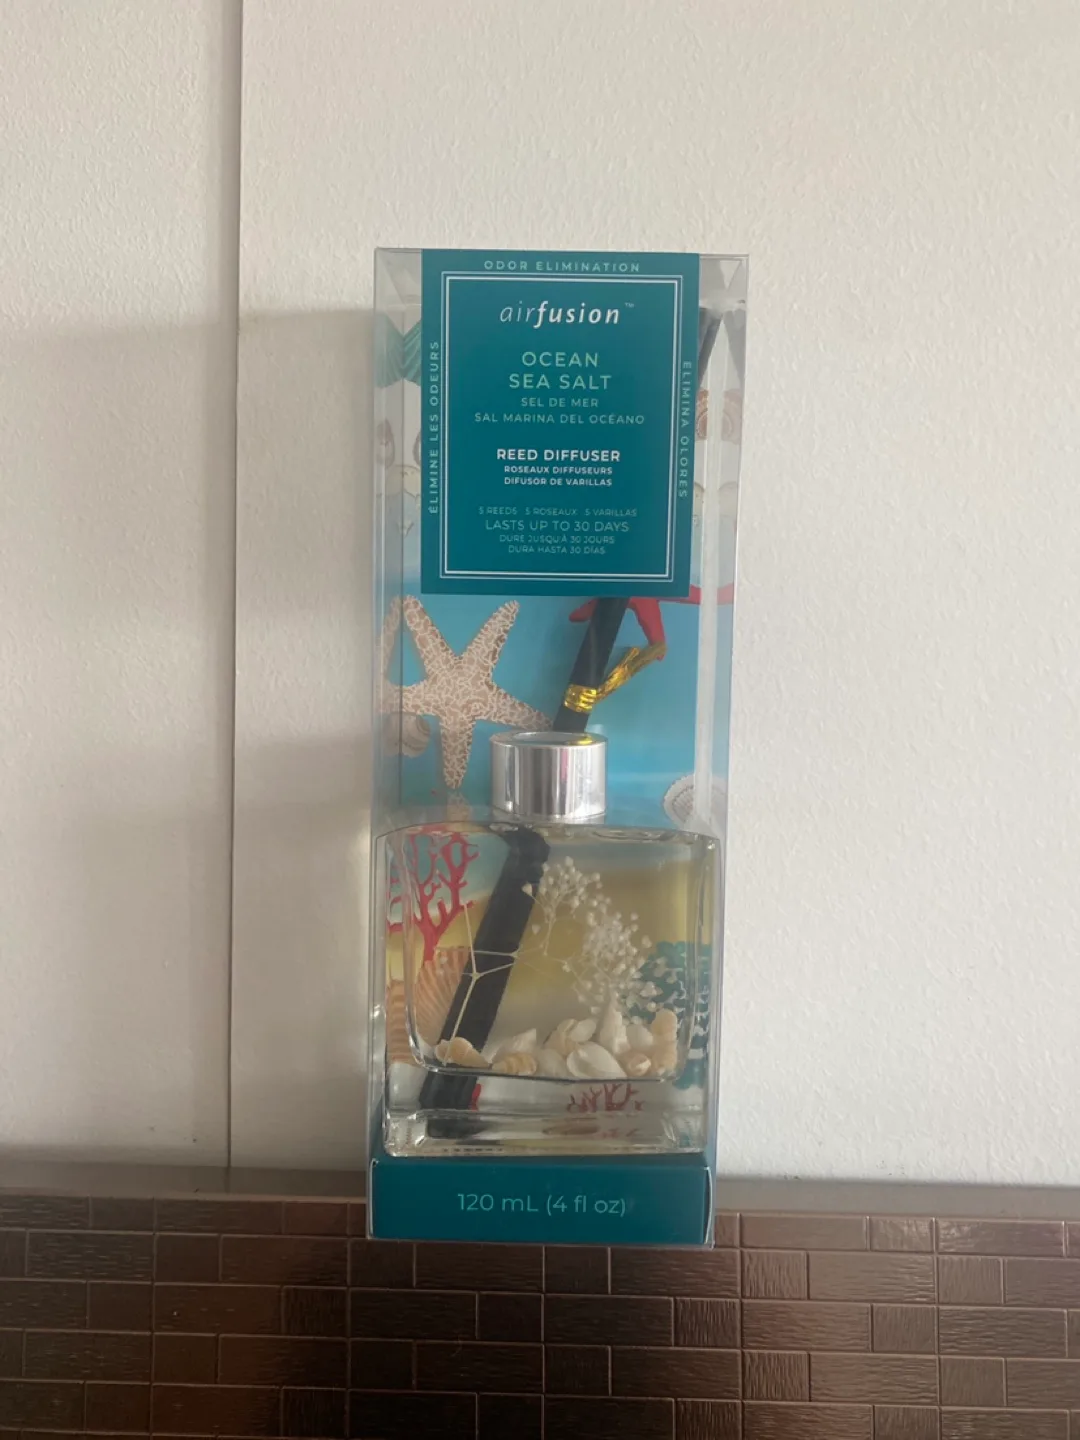 ODOR ELIMINATION
airfusion™
OCEAN
SEA SALT
SEL DE MER
SAL MARINA DEL OCÉANO
REED DIFFUSER
ROSEAUX DIFFUSEURS
DIFUSOR DE VARILLAS
5 REEDS 5 ROSEAUX 5 VARILLAS
LASTS UP TO 30 DAYS
DURE JUSQU'À 30 JOURS
DURA HASTA 30 DÍAS
ÉLIMINE LES ODEURS
ELIMINA OLORES
120 mL (4 fl oz)